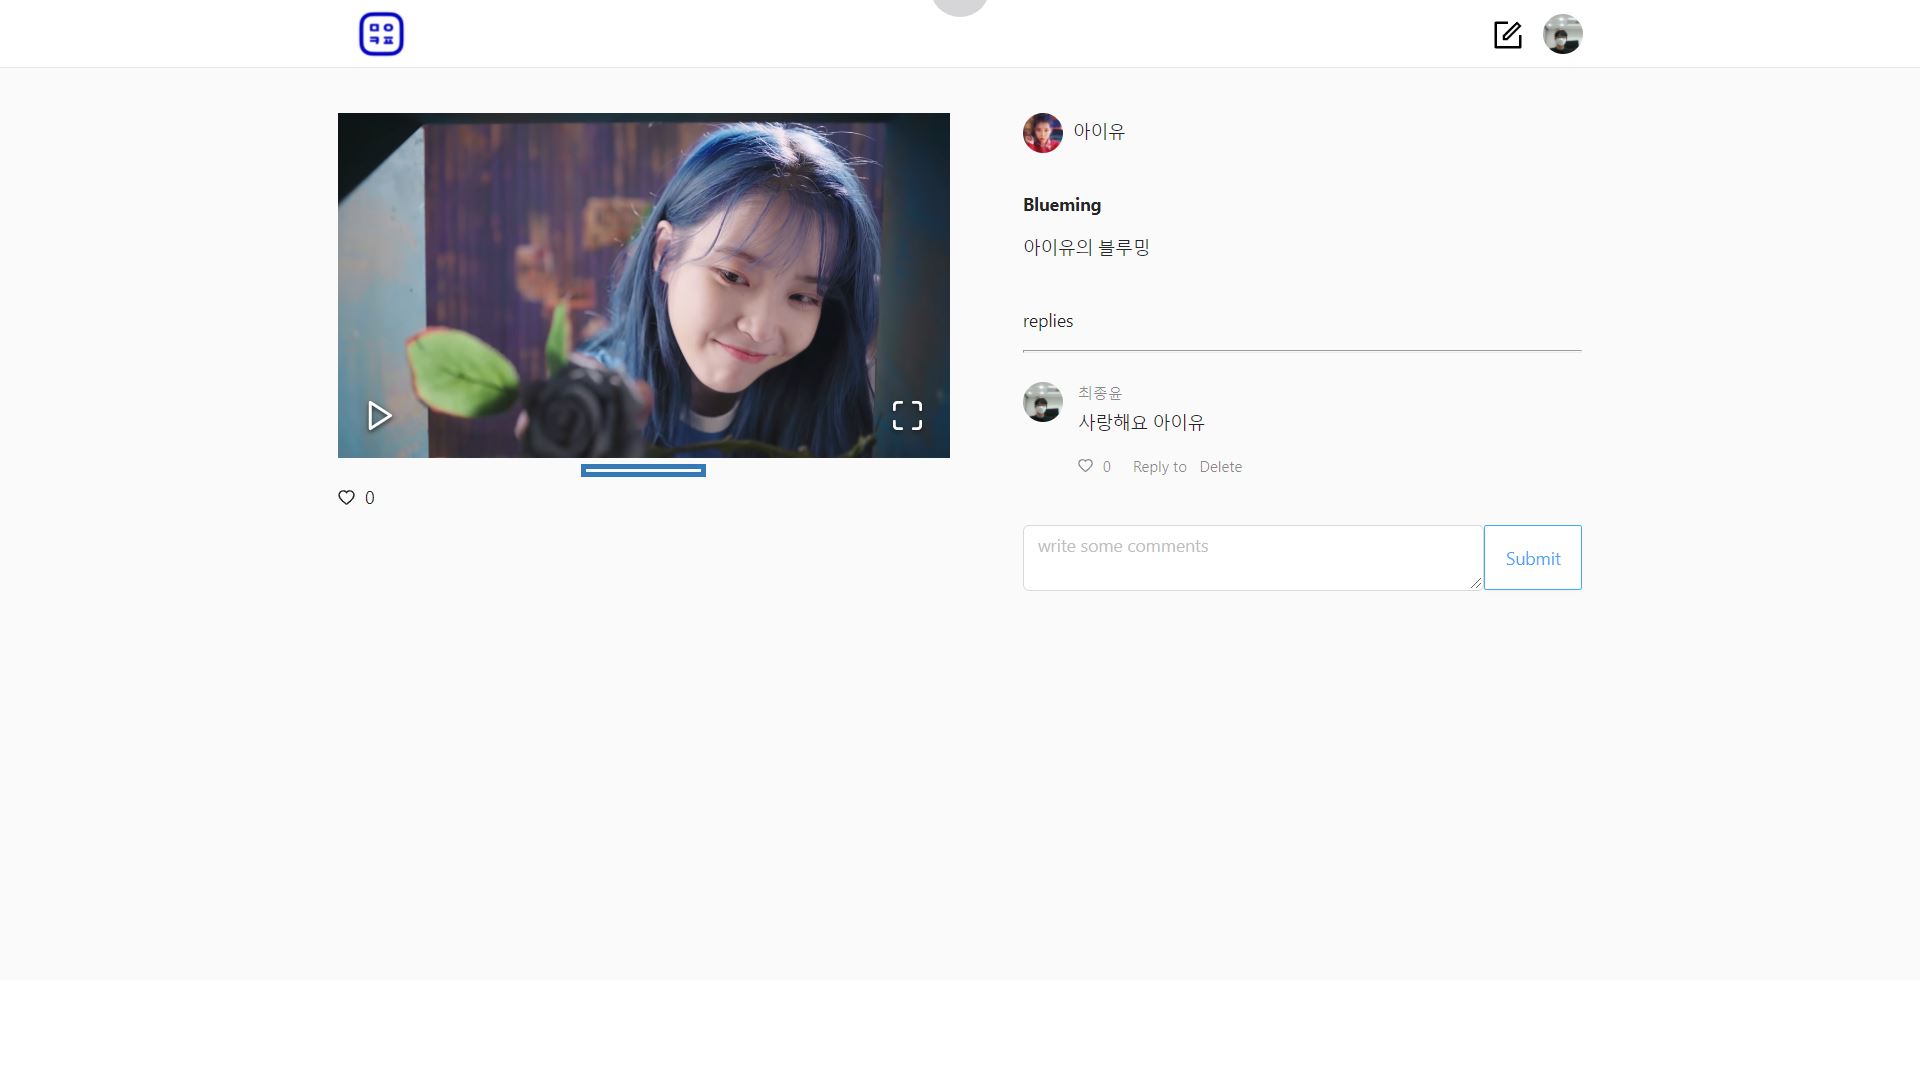 ㅁㅇ
ㅋㅍ
아이유
Blueming
아이유의 블루밍
replies
최종윤
사랑해요 아이유
0 Reply to Delete
0
write some comments
Submit